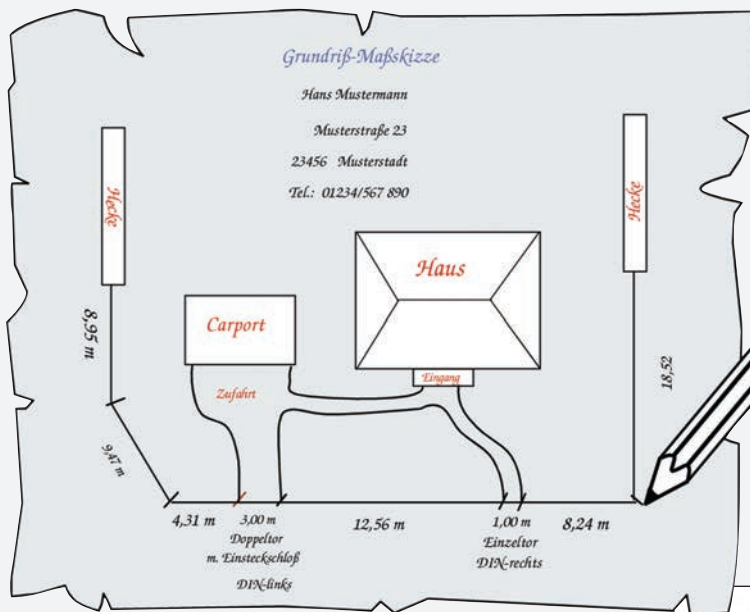 Grundriß-Maßskizze
Hans Mustermann
Musterstraße 23
23456 Musterstadt
Tel.: 01234/567 890
Hecke
Hecke
Haus
Carport
Eingang
Zufahrt
8,95 m
18,52
9,47 m
4,31 m
3,00 m
Doppeltor
m. Einsteckschloß
DIN-links
12,56 m
1,00 m
Einzeltor
DIN-rechts
8,24 m